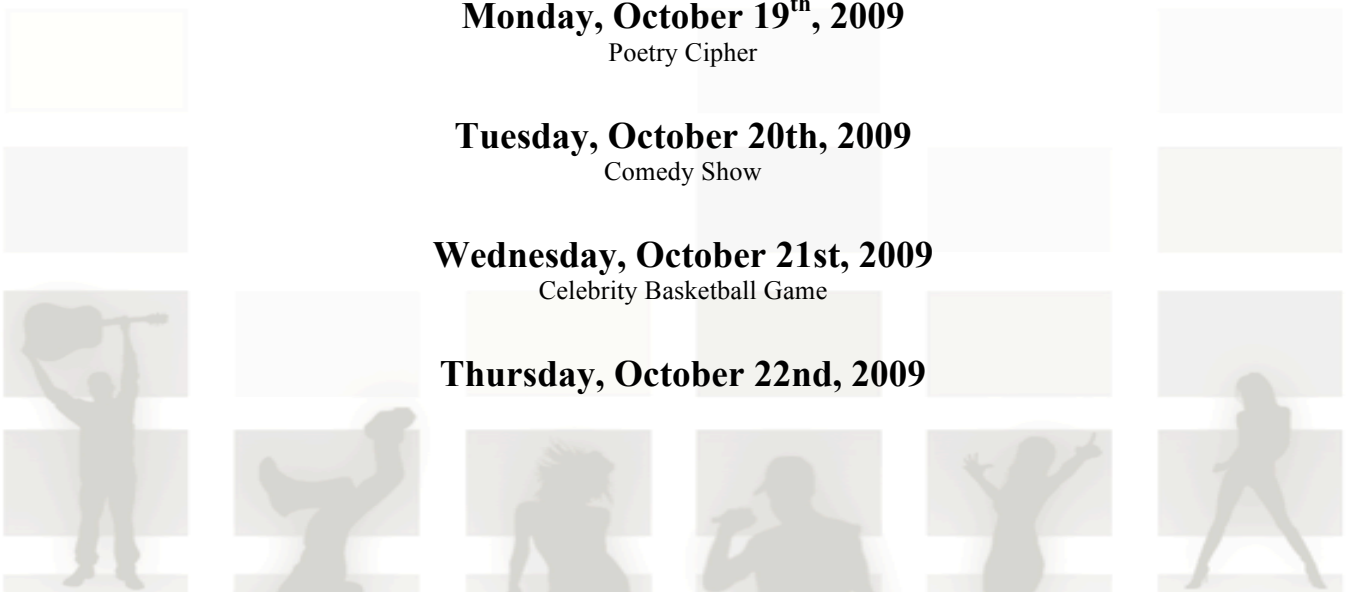 Monday, October 19th, 2009
Poetry Cipher
Tuesday, October 20th, 2009
Comedy Show
Wednesday, October 21st, 2009
Celebrity Basketball Game
Thursday, October 22nd, 2009